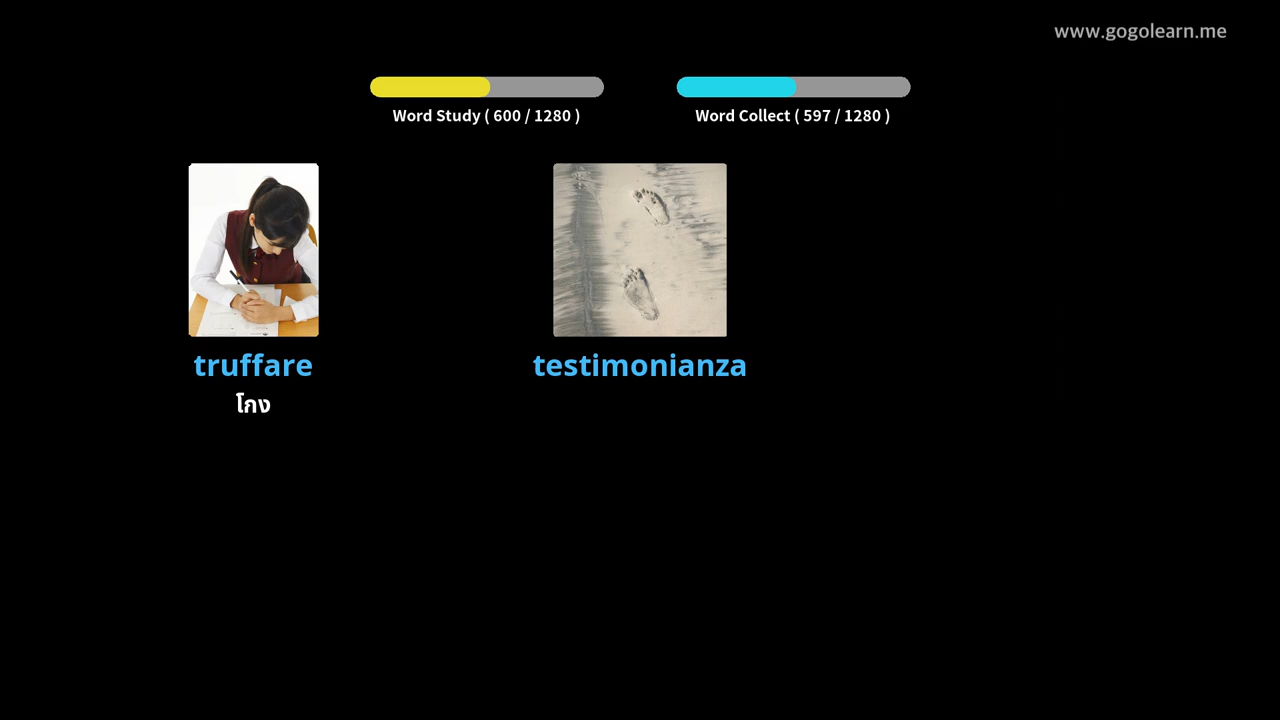 www.gogolearn.me
Word Study ( 600 / 1280 )
Word Collect ( 597 / 1280 )
truffare
testimonianza
โกง